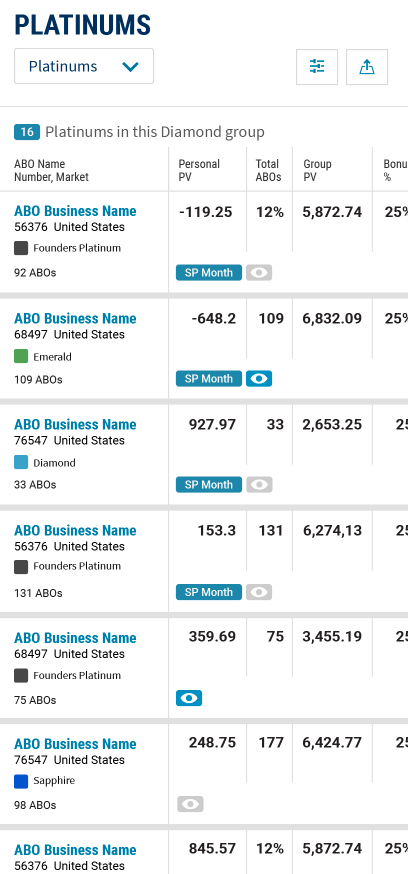 PLATINUMS
Platinums
16 Platinums in this Diamond group
ABO Name Personal Total Group Bonu
Number, Market PV ABOs PV %
ABO Business Name -119.25 12% 5,872.74 25%
56376 United States
Founders Platinum
92 ABOs SP Month
ABO Business Name -648.2 109 6,832.09 25%
68497 United States
Emerald
109 ABOs SP Month
ABO Business Name 927.97 33 2,653.25 25
76547 United States
Diamond
33 ABOs SP Month
ABO Business Name 153.3 131 6,274,13 25
56376 United States
Founders Platinum
131 ABOs SP Month
ABO Business Name 359.69 75 3,455.19 25
68497 United States
Founders Platinum
75 ABOs
ABO Business Name 248.75 177 6,424.77 25
76547 United States
Sapphire
98 ABOs
ABO Business Name 845.57 12% 5,872.74 25%
56376 United States